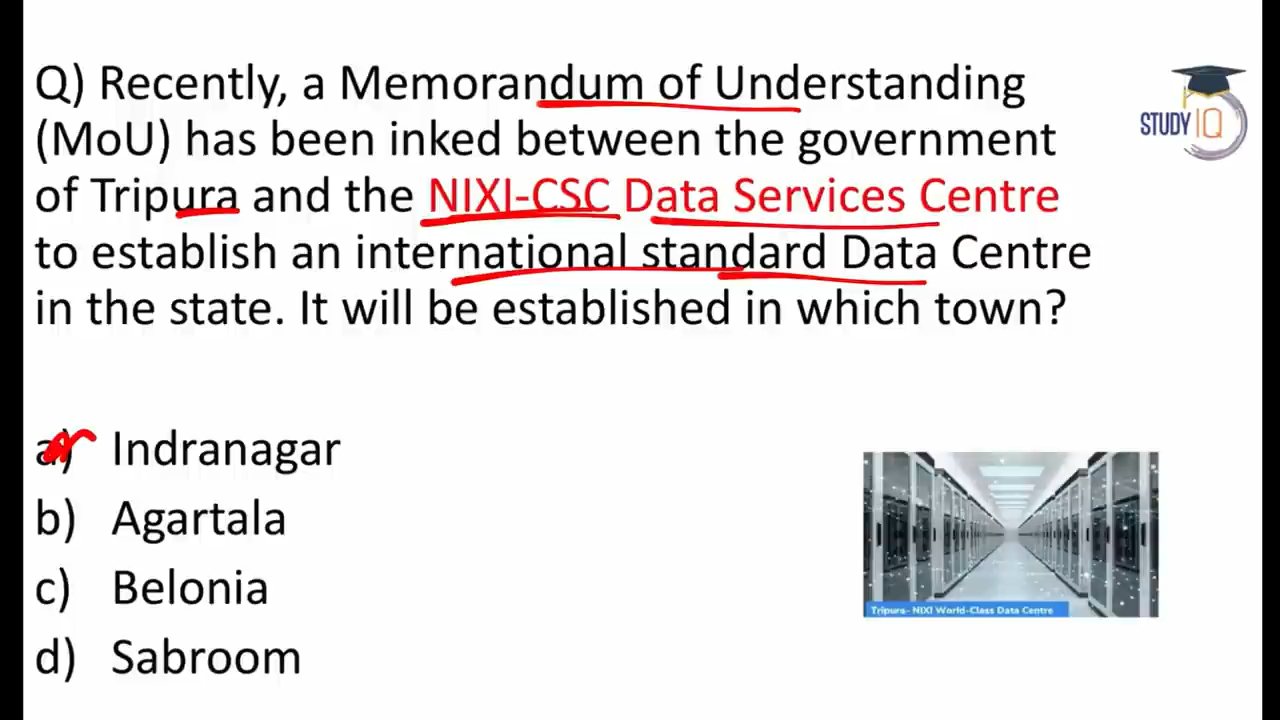 Q) Recently, a Memorandum of Understanding
(MoU) has been inked between the government
of Tripura and the NIXI-CSC Data Services Centre
to establish an international standard Data Centre
in the state. It will be established in which town?
STUDY IQ
a) Indranagar
b) Agartala
c) Belonia
d) Sabroom
Tripura- NIXI World-Class Data Centre